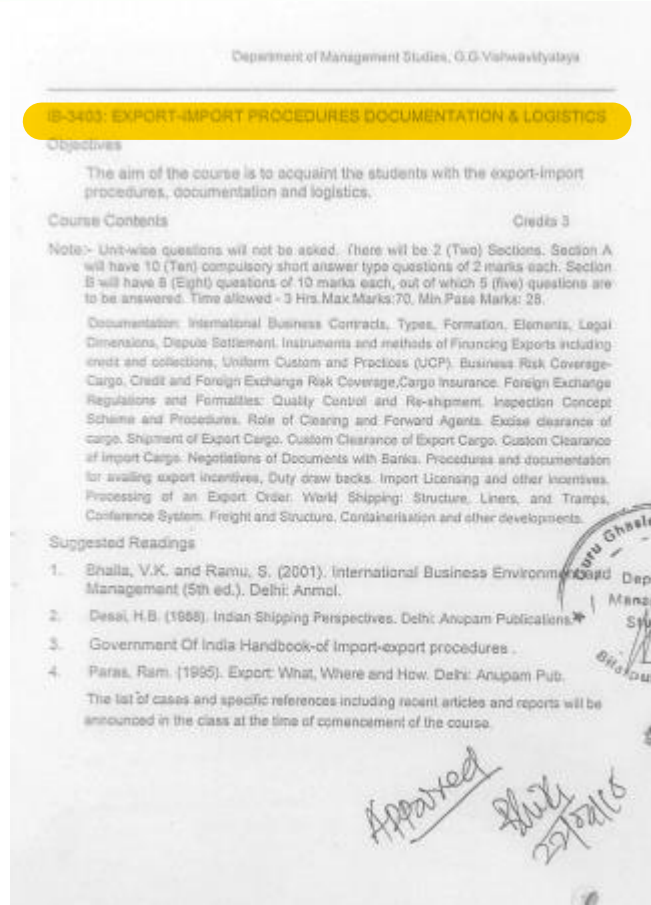 Department of Management Studies, G.G.Vishwavidyalaya
IB-3403: EXPORT-IMPORT PROCEDURES DOCUMENTATION & LOGISTICS
Objectives
The aim of the course is to acquaint the students with the export-import
procedures, documentation and logistics.
Course Contents Credits 3
Note:- Unit-wise questions will not be asked. There will be 2 (Two) Sections. Section A
will have 10 (Ten) compulsory short answer type questions of 2 marks each. Section
B will have 8 (Eight) questions of 10 marks each, out of which 5 (five) questions are
to be answered. Time allowed - 3 Hrs.Max.Marks:70, Min.Pass Marks: 28.
Documentation: International Business Contracts, Types, Formation, Elements, Legal
Dimensions, Dispute Settlement. Instruments and methods of Financing Exports including
credit and collections, Uniform Custom and Practices (UCP). Business Risk Coverage-
Cargo, Credit and Foreign Exchange Risk Coverage,Cargo Insurance. Foreign Exchange
Regulations and Formalities: Quality Control and Re-shipment. Inspection Concept
Scheme and Procedures. Role of Clearing and Forward Agents. Excise clearance of
cargo. Shipment of Export Cargo. Custom Clearance of Export Cargo. Custom Clearance
of Import Cargo. Negotiations of Documents with Banks. Procedures and documentation
for availing export incentives, Duty draw backs. Import Licensing and other incentives.
Processing of an Export Order. World Shipping: Structure, Liners, and Tramps,
Conference System. Freight and Structure. Containerisation and other developments.
Suggested Readings
1. Bhalla, V.K. and Ramu, S. (2001). International Business Environment and
Management (5th ed.). Delhi: Anmol.
2. Desai, H.B. (1988). Indian Shipping Perspectives. Delhi: Anupam Publications.
3. Government Of India Handbook-of Import-export procedures .
4. Paras, Ram. (1995). Export: What, Where and How. Delhi: Anupam Pub.
The list of cases and specific references including recent articles and reports will be
announced in the class at the time of comencement of the course.
Guru Ghasi
Dep
Mana
St
Bilaspu
Approved